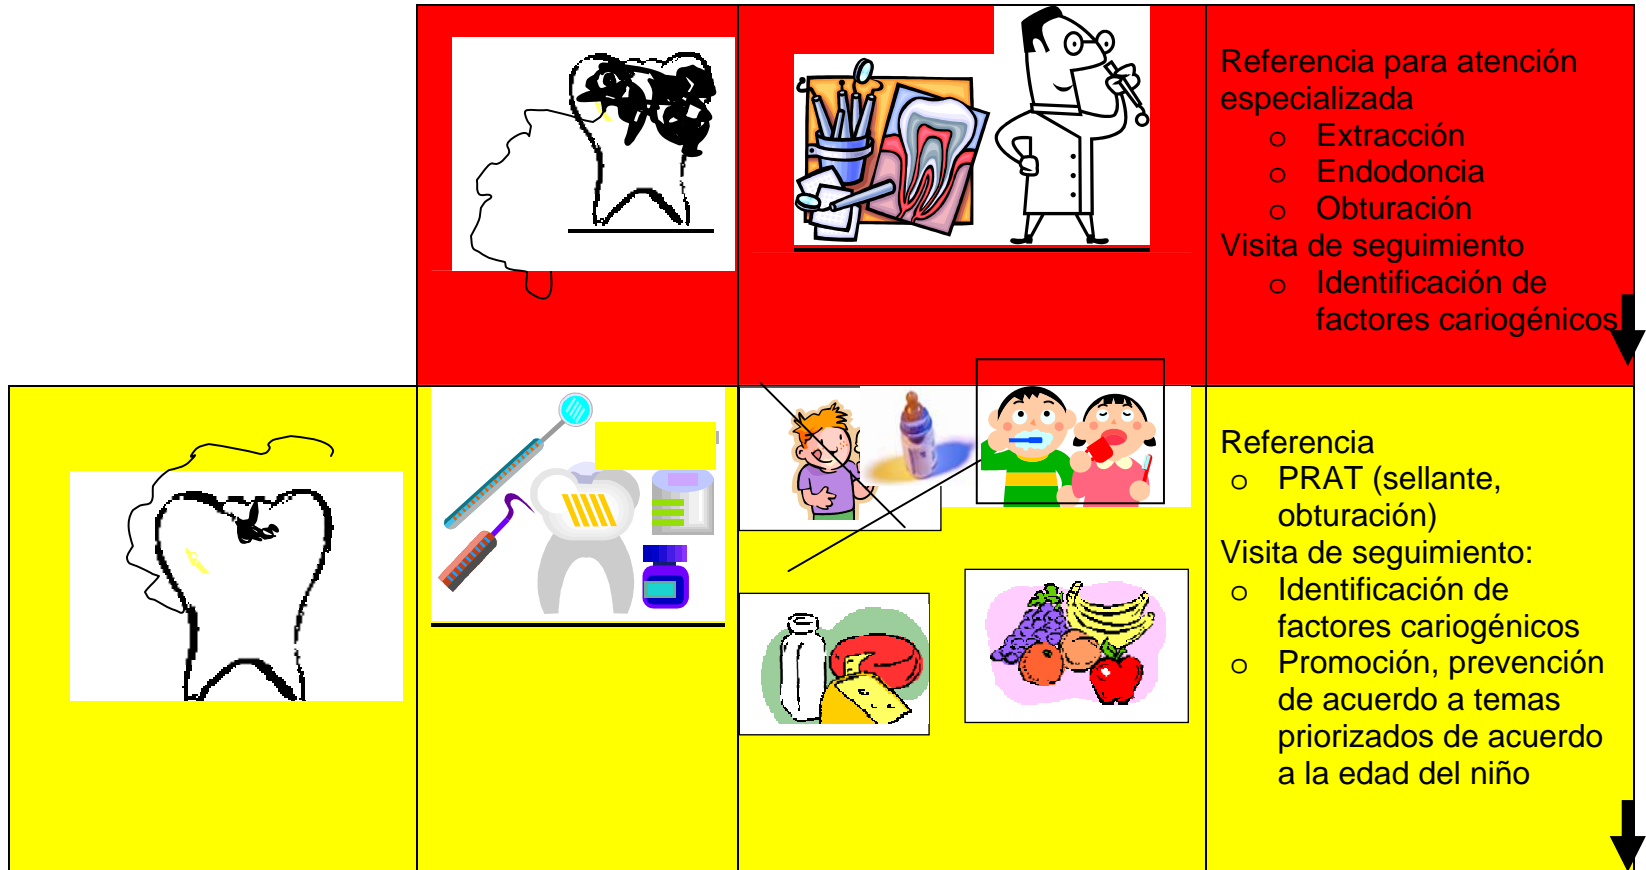 Referencia para atención
especializada
o Extracción
o Endodoncia
o Obturación
Visita de seguimiento
o Identificación de
factores cariogénicos
Referencia
o PRAT (sellante,
obturación)
Visita de seguimiento:
o Identificación de
factores cariogénicos
o Promoción, prevención
de acuerdo a temas
priorizados de acuerdo
a la edad del niño